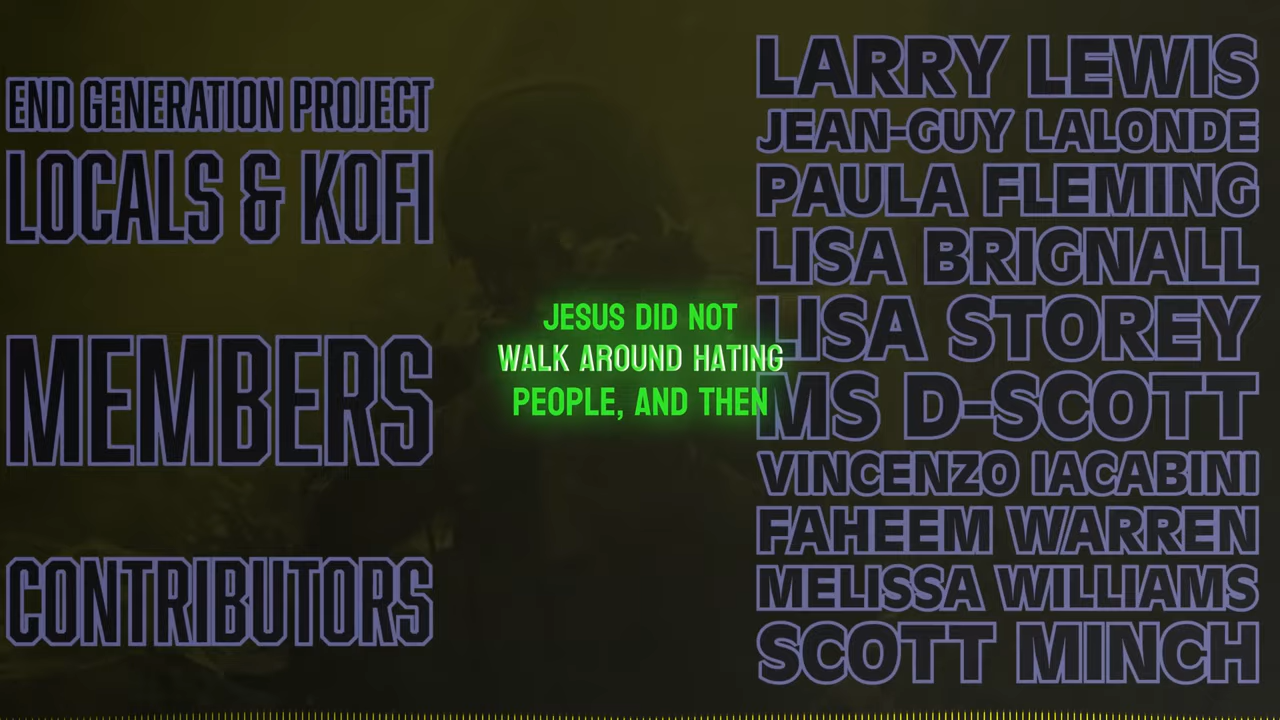 END GENERATION PROJECT
LOCALS & KOFI
MEMBERS
CONTRIBUTORS
JESUS DID NOT
WALK AROUND HATING
PEOPLE, AND THEN
LARRY LEWIS
JEAN-GUY LALONDE
PAULA FLEMING
LISA BRIGNALL
LISA STOREY
MS D-SCOTT
VINCENZO IACABINI
FAHEEM WARREN
MELISSA WILLIAMS
SCOTT MINCH